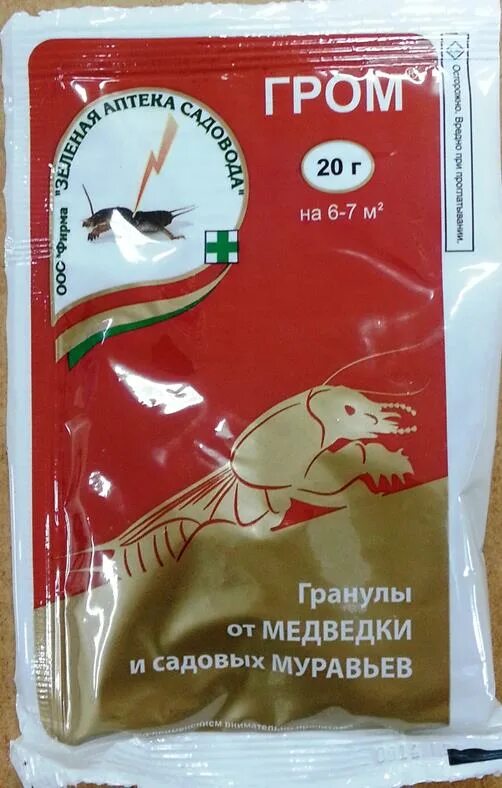 ГРОМ®
20 г
на 6-7 м²
ООО "Фирма "ЗЕЛЕНАЯ АПТЕКА САДОВОДА"
Осторожно. Вредно при проглатывании.
Гранулы
от МЕДВЕДКИ
и садовых МУРАВЬЕВ
внимательно